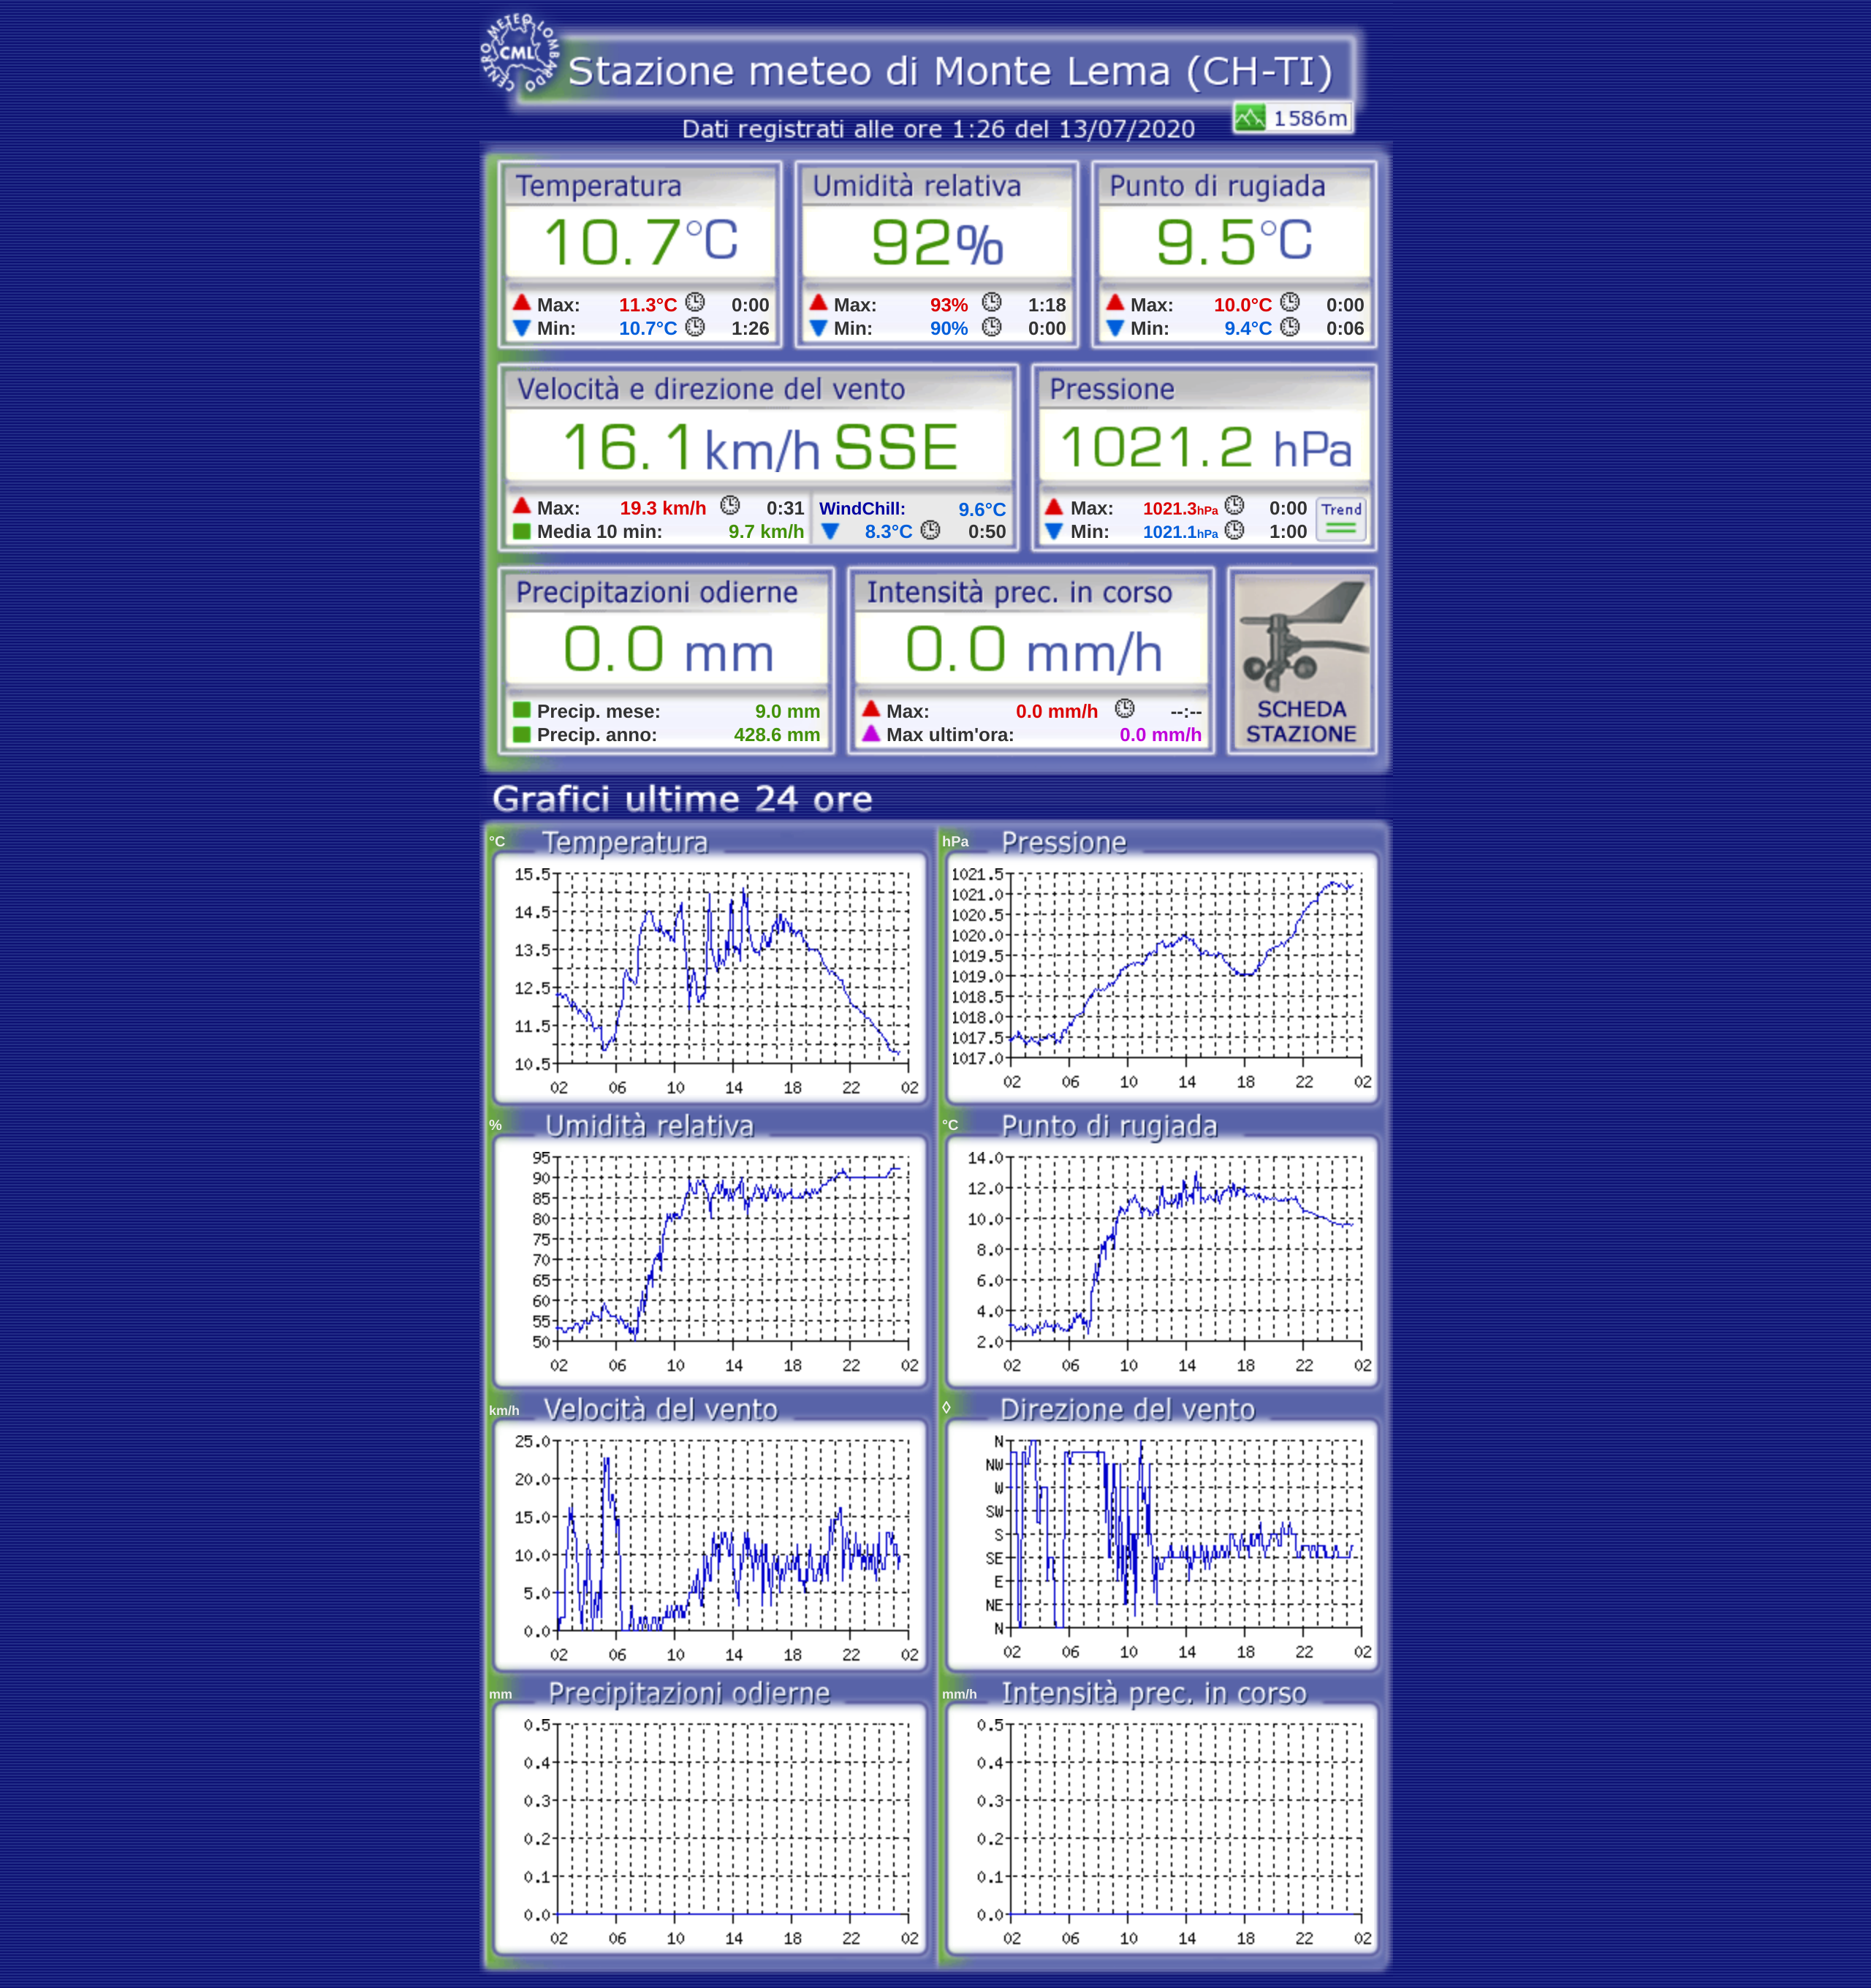 CENTRO METEO LOMBARDO
CML
Stazione meteo di Monte Lema (CH-TI)
1586m
Dati registrati alle ore 1:26 del 13/07/2020
Temperatura Umidità relativa Punto di rugiada
10.7°C 92% 9.5°C
Max: 11.3°C 0:00 Max: 93% 1:18 Max: 10.0°C 0:00
Min: 10.7°C 1:26 Min: 90% 0:00 Min: 9.4°C 0:06
Velocità e direzione del vento Pressione
16.1 km/h SSE 1021.2 hPa
Max: 19.3 km/h 0:31 WindChill: 9.6°C Max: 1021.3hPa 0:00 Trend
Media 10 min: 9.7 km/h 8.3°C 0:50 Min: 1021.1hPa 1:00
Precipitazioni odierne Intensità prec. in corso
0.0 mm 0.0 mm/h
Precip. mese: 9.0 mm Max: 0.0 mm/h --:-- SCHEDA
Precip. anno: 428.6 mm Max ultim'ora: 0.0 mm/h STAZIONE
Grafici ultime 24 ore
°C Temperatura
15.5
14.5
13.5
12.5
11.5
10.5
02 06 10 14 18 22 02
hPa Pressione
1021.5
1021.0
1020.5
1020.0
1019.5
1019.0
1018.5
1018.0
1017.5
1017.0
02 06 10 14 18 22 02
% Umidità relativa
95
90
85
80
75
70
65
60
55
50
02 06 10 14 18 22 02
°C Punto di rugiada
14.0
12.0
10.0
8.0
6.0
4.0
2.0
02 06 10 14 18 22 02
km/h Velocità del vento
25.0
20.0
15.0
10.0
5.0
0.0
02 06 10 14 18 22 02
◊ Direzione del vento
N
NW
W
SW
S
SE
E
NE
N
02 06 10 14 18 22 02
mm Precipitazioni odierne
0.5
0.4
0.3
0.2
0.1
0.0
02 06 10 14 18 22 02
mm/h Intensità prec. in corso
0.5
0.4
0.3
0.2
0.1
0.0
02 06 10 14 18 22 02